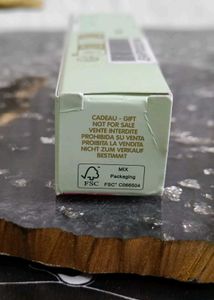 CADEAU - GIFT
NOT FOR SALE
VENTE INTERDITE
PROHIBIDA SU VENTA
PROIBITA LA VENDITA
NICHT ZUM VERKAUF
BESTIMMT
MIX
Packaging
FSC
FSC® C066504